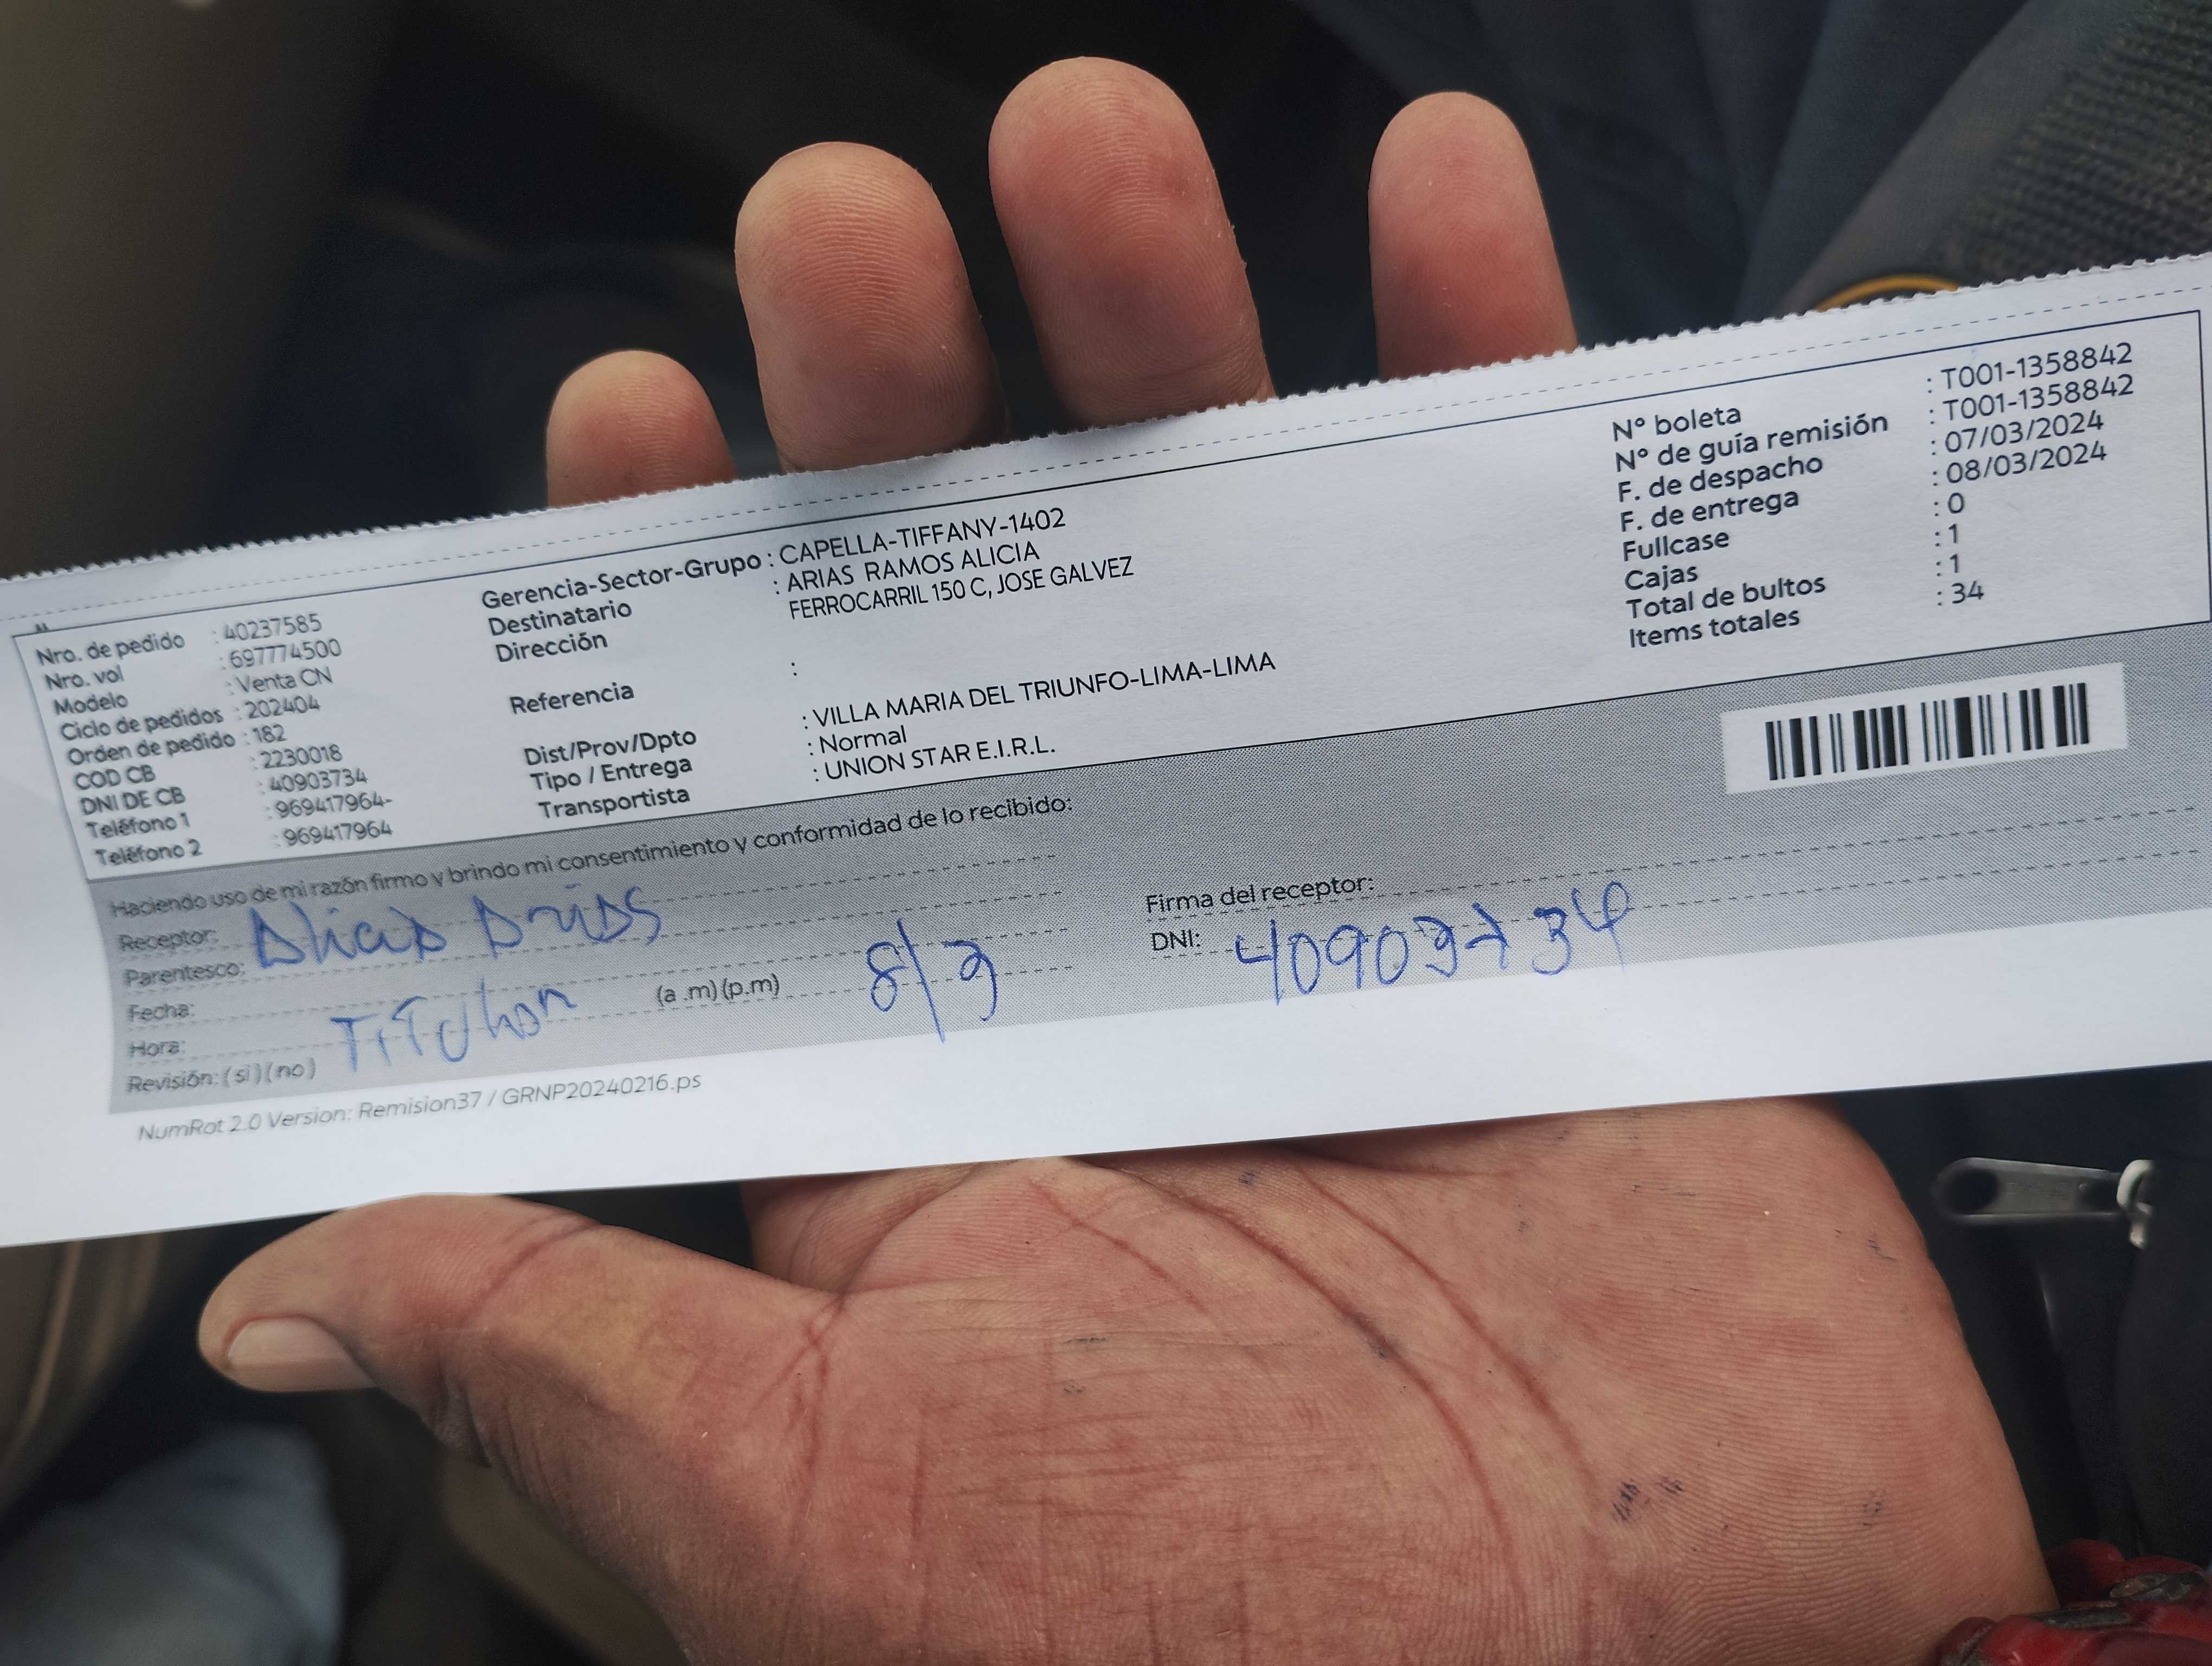 Nro. de pedido : 40237585
Nro. vol : 697774500
Modelo : Venta CN
Ciclo de pedidos : 202404
Orden de pedido : 182
COD CB : 2230018
DNI DE CB : 40903734
Teléfono 1 : 969417964-
Teléfono 2 : 969417964
Gerencia-Sector-Grupo : CAPELLA-TIFFANY-1402
Destinatario : ARIAS RAMOS ALICIA
Dirección FERROCARRIL 150 C, JOSE GALVEZ
Referencia :
Dist/Prov/Dpto : VILLA MARIA DEL TRIUNFO-LIMA-LIMA
Tipo / Entrega : Normal
Transportista : UNION STAR E.I.R.L.
N° boleta : T001-1358842
N° de guía remisión : T001-1358842
F. de despacho : 07/03/2024
F. de entrega : 08/03/2024
Fullcase : 0
Cajas : 1
Total de bultos : 1
Items totales : 34
Haciendo uso de mi razón firmo y brindo mi consentimiento y conformidad de lo recibido:
Receptor: Alicia Arias
Parentesco:
Fecha:
Hora: (a .m) (p.m) 8/3
Revisión: ( si ) ( no )
Firma del receptor:
DNI: 40903734
NumRot 2.0 Version: Remision37 / GRNP20240216.ps